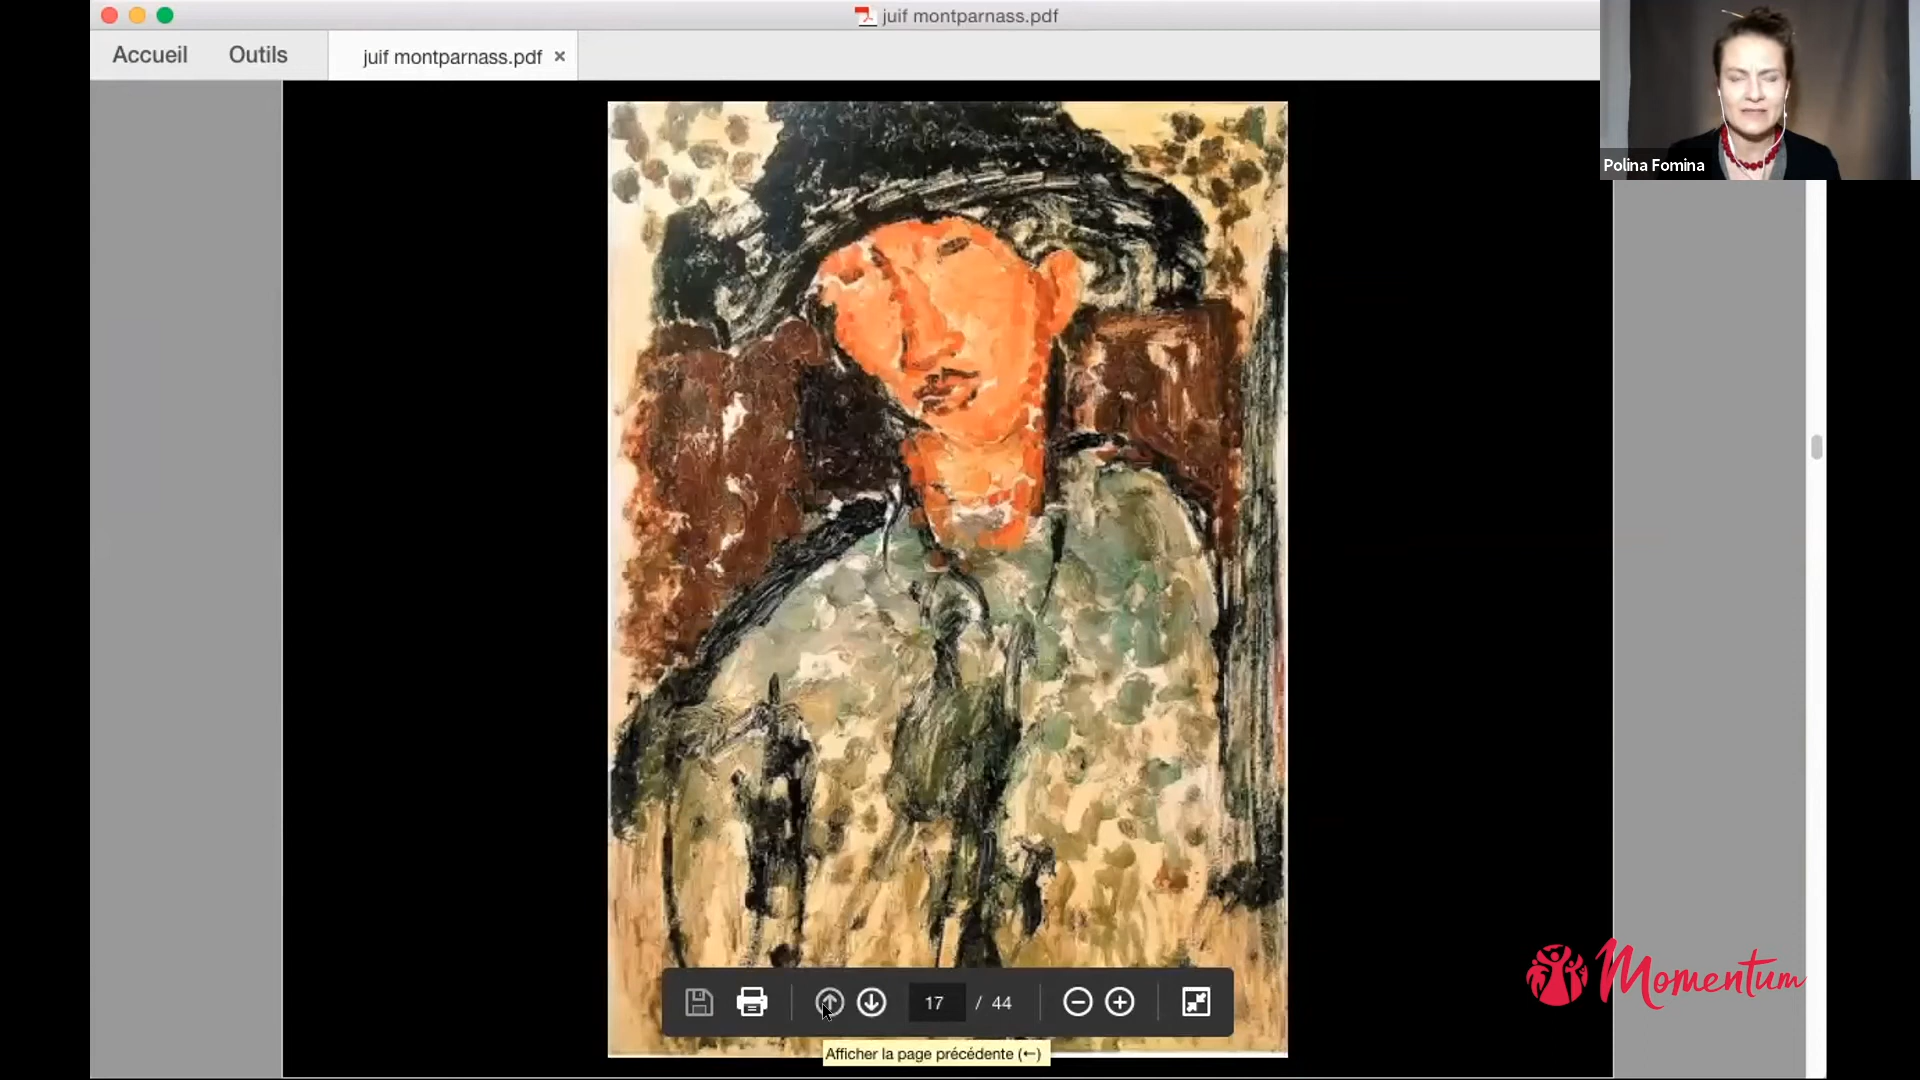 juif montparnass.pdf
Accueil
Outils
juif montparnass.pdf ×
Polina Fomina
17 / 44
Afficher la page précédente (←)
Momentum